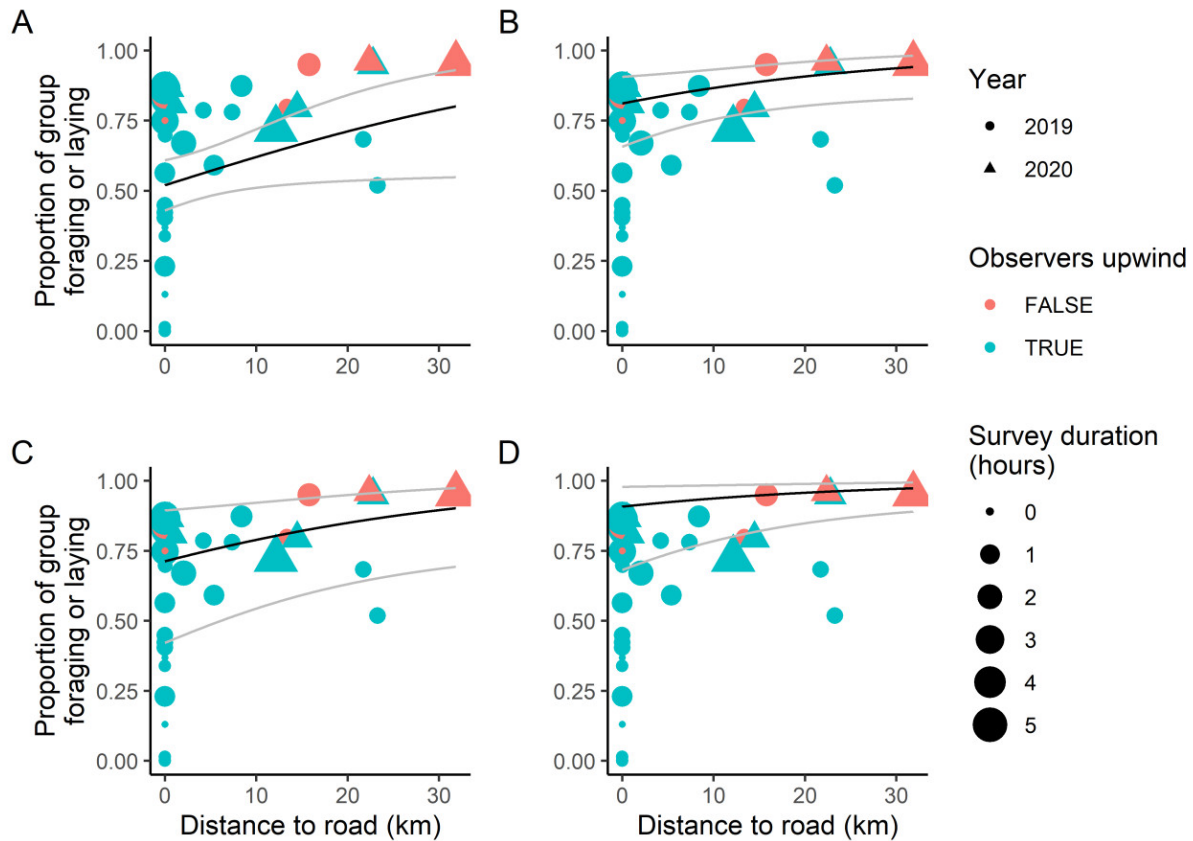 A
B
Proportion of group
foraging or laying
1.00
0.75
0.50
0.25
0.00
0 10 20 30
1.00
0.75
0.50
0.25
0.00
0 10 20 30
C
D
Proportion of group
foraging or laying
1.00
0.75
0.50
0.25
0.00
0 10 20 30
Distance to road (km)
1.00
0.75
0.50
0.25
0.00
0 10 20 30
Distance to road (km)
Year
2019
2020
Observers upwind
FALSE
TRUE
Survey duration
(hours)
0
1
2
3
4
5